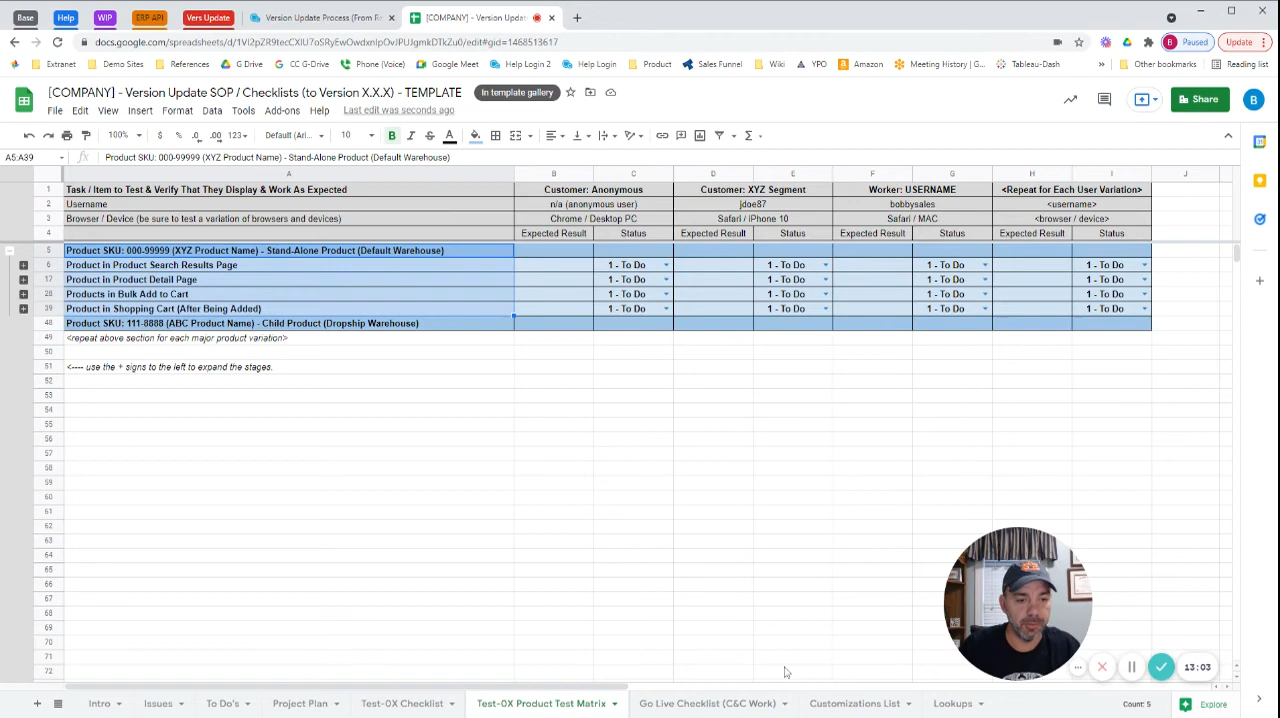 Base Help WIP ERP-API Vers Update Version Update Process (From R [COMPANY] - Version Updat
docs.google.com/spreadsheets/d/1VI2pZR9tecCXIU7oSRyEwOwdxnIpOvIPUJgnrbDTkZu0/edit#gid=1468513617 Paused Update
Extranet Demo Sites References G Drive CC G-Drive Phone (Voice) Google Meet Help Login 2 Help Login Product Sales Funnel Wiki YPO Amazon Meeting History | G... Tableau-Dash » Other bookmarks Reading list
[COMPANY] - Version Update SOP / Checklists (to Version X.X.X) - TEMPLATE In template gallery
File Edit View Insert Format Data Tools Add-ons Help Last edit was seconds ago Share B
100% $ % .0 .00 123 Default (Ari... 10 B I S A
A5:A39 fx Product SKU: 000-99999 (XYZ Product Name) - Stand-Alone Product (Default Warehouse)
A B C D E F G H I J
1 Task / Item to Test & Verify That They Display & Work As Expected Customer: Anonymous Customer: XYZ Segment Worker: USERNAME <Repeat for Each User Variation>
2 Username n/a (anonymous user) jdoe87 bobbysales <username>
3 Browser / Device (be sure to test a variation of browsers and devices) Chrome / Desktop PC Safari / iPhone 10 Safari / MAC <browser / device>
4 Expected Result Status Expected Result Status Expected Result Status Expected Result Status
5 Product SKU: 000-99999 (XYZ Product Name) - Stand-Alone Product (Default Warehouse)
6 Product in Product Search Results Page 1 - To Do 1 - To Do 1 - To Do 1 - To Do
17 Product in Product Detail Page 1 - To Do 1 - To Do 1 - To Do 1 - To Do
28 Products in Bulk Add to Cart 1 - To Do 1 - To Do 1 - To Do 1 - To Do
39 Product in Shopping Cart (After Being Added) 1 - To Do 1 - To Do 1 - To Do 1 - To Do
48 Product SKU: 111-8888 (ABC Product Name) - Child Product (Dropship Warehouse)
49 <repeat above section for each major product variation>
50
51 <---- use the + signs to the left to expand the stages.
52
53
54
55
56
57
58
59
60
61
62
63
64
65
66
67
68
69
70
71
72
13:03
Intro Issues To Do's Project Plan Test-0X Checklist Test-0X Product Test Matrix Go Live Checklist (C&C Work) Customizations List Lookups Count: 5 Explore